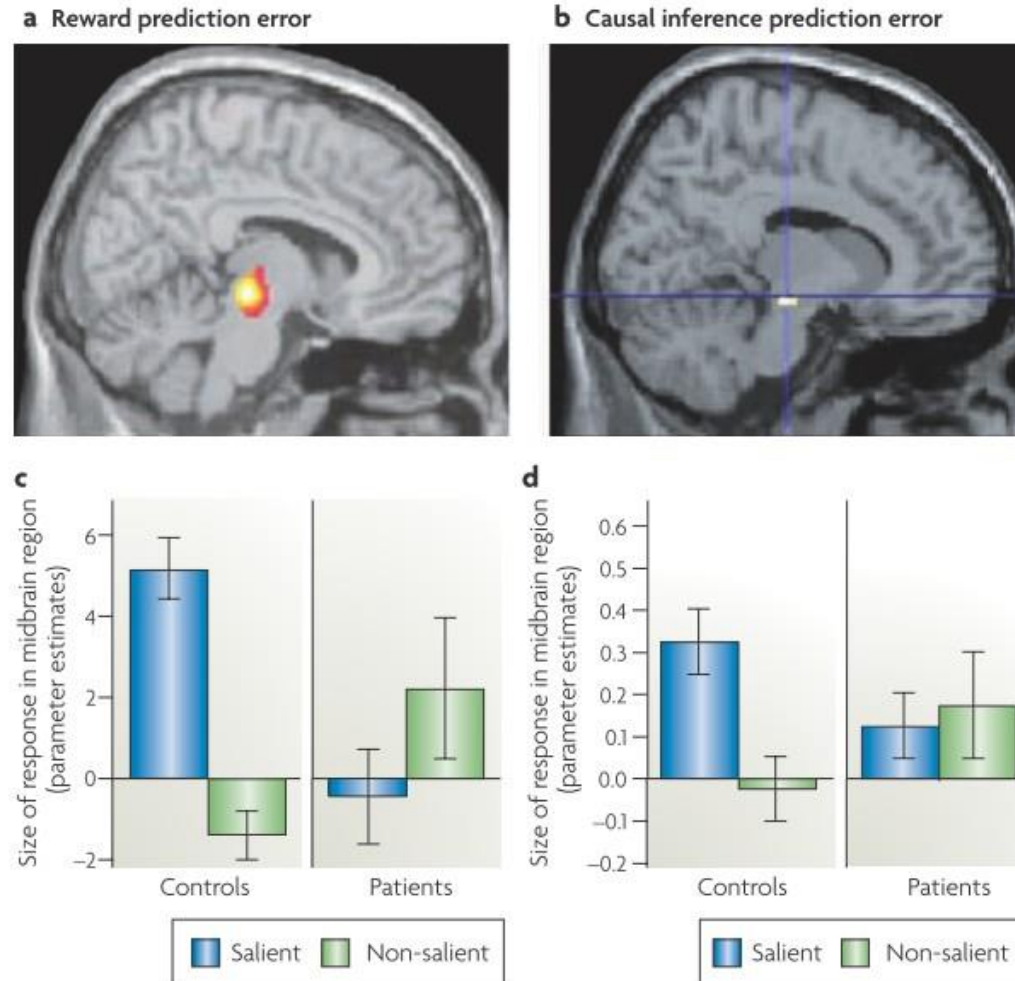 a Reward prediction error
b Causal inference prediction error
c
Size of response in midbrain region
(parameter estimates)
6
4
2
0
–2
Controls
Patients
Salient
Non-salient
d
Size of response in midbrain region
(parameter estimates)
0.6
0.5
0.4
0.3
0.2
0.1
0.0
–0.1
–0.2
Controls
Patients
Salient
Non-salient